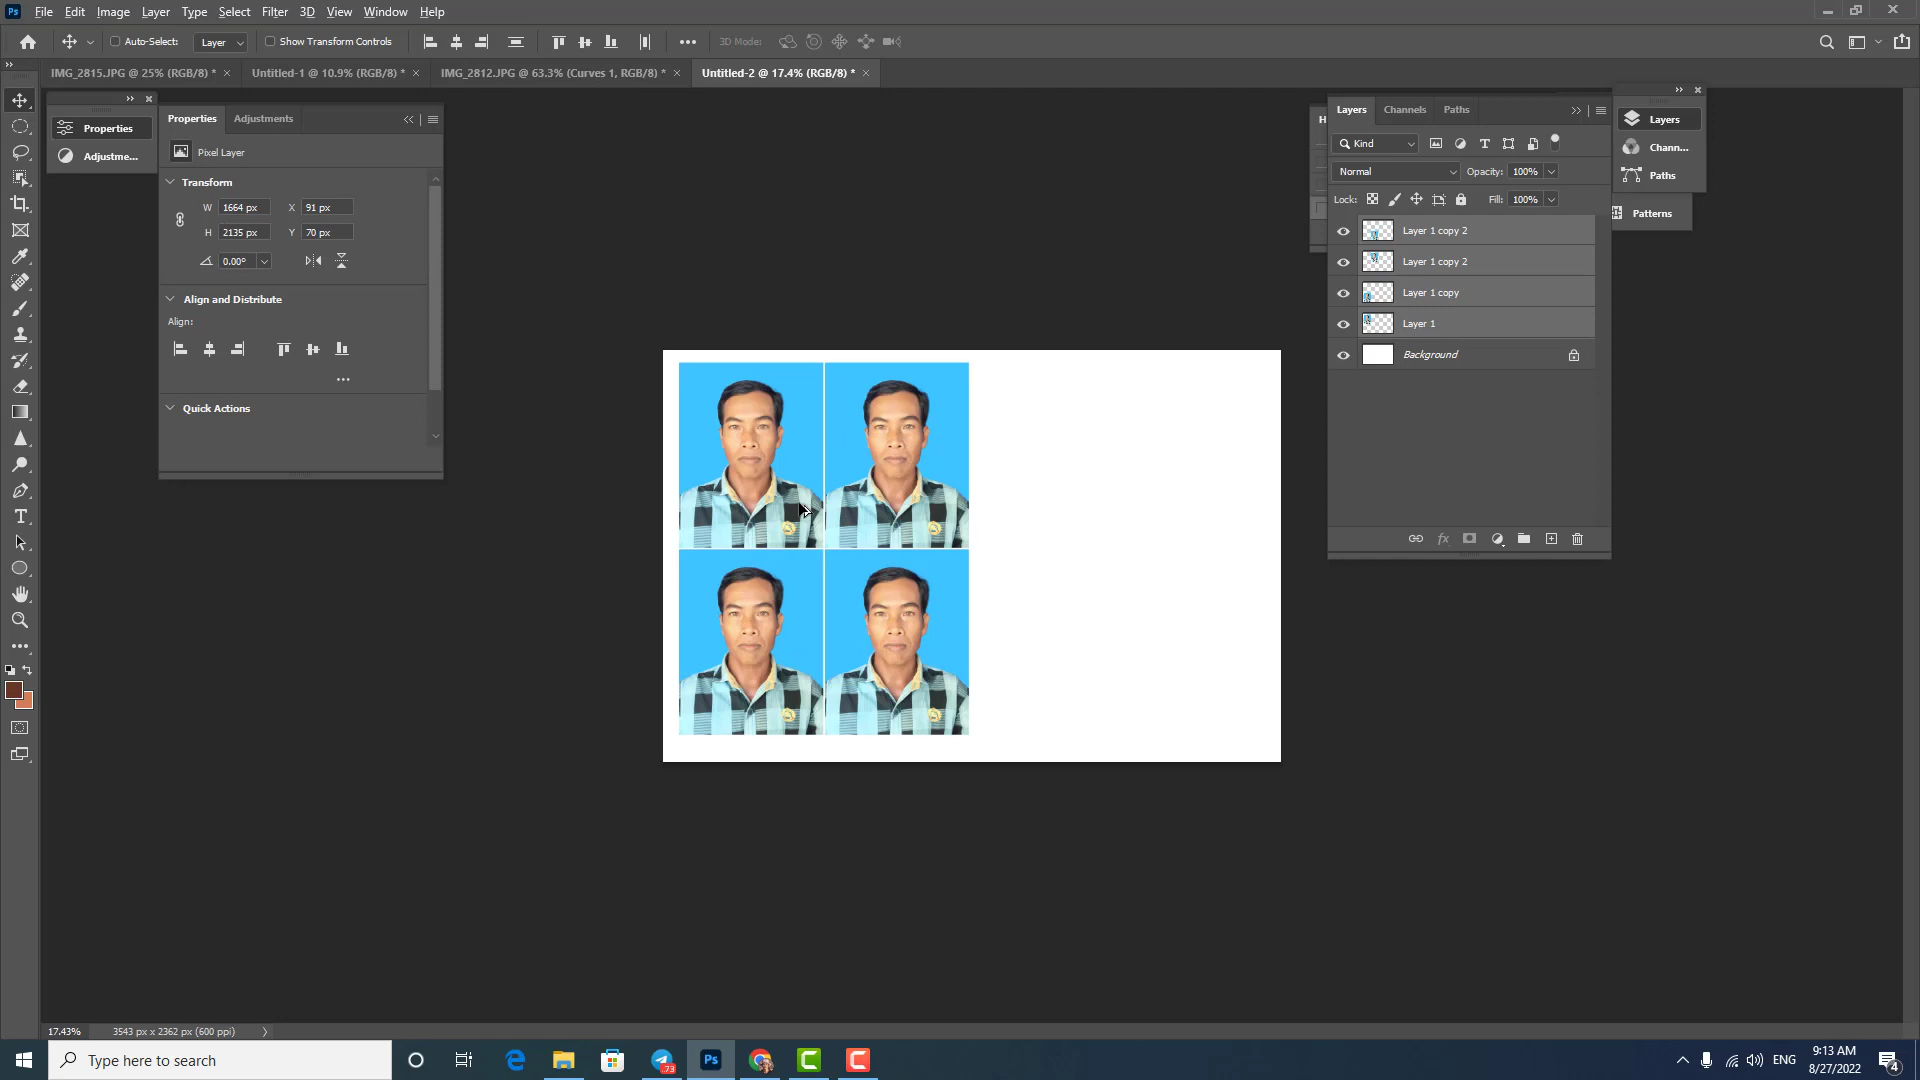 Ps File Edit Image Layer Type Select Filter 3D View Window Help
Auto-Select: Layer Show Transform Controls 3D Mode:
IMG_2815.JPG @ 25% (RGB/8) * × Untitled-1 @ 10.9% (RGB/8) * × IMG_2812.JPG @ 63.3% (Curves 1, RGB/8) * × Untitled-2 @ 17.4% (RGB/8) * ×
Properties
Adjustme...
Properties Adjustments
Pixel Layer
Transform
W 1664 px X 91 px
H 2135 px Y 70 px
0.00°
Align and Distribute
Align:
Quick Actions
Layers Channels Paths
Kind
Normal Opacity: 100%
Lock: Fill: 100%
Layer 1 copy 2
Layer 1 copy 2
Layer 1 copy
Layer 1
Background
Layers
Chann...
Paths
Patterns
17.43% 3543 px x 2362 px (600 ppi)
Type here to search
73
Ps
ENG
9:13 AM
8/27/2022
4